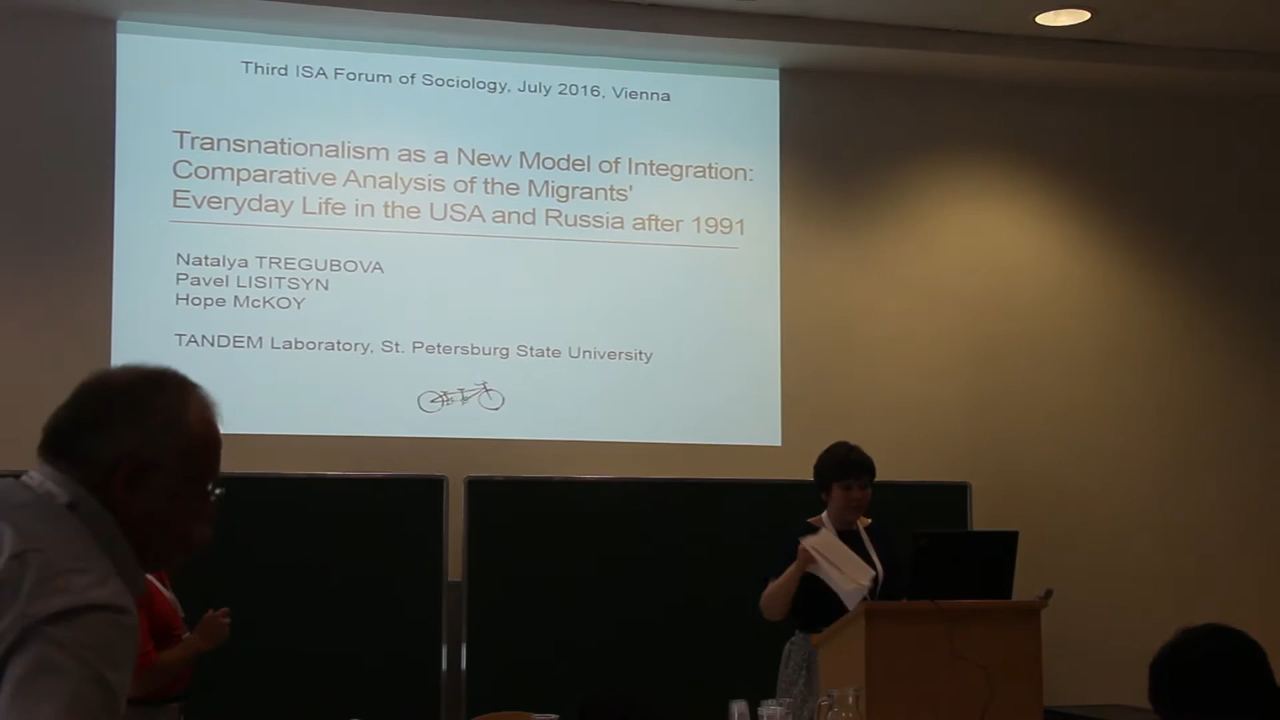 Third ISA Forum of Sociology, July 2016, Vienna
Transnationalism as a New Model of Integration:
Comparative Analysis of the Migrants'
Everyday Life in the USA and Russia after 1991
Natalya TREGUBOVA
Pavel LISITSYN
Hope McKOY
TANDEM Laboratory, St. Petersburg State University